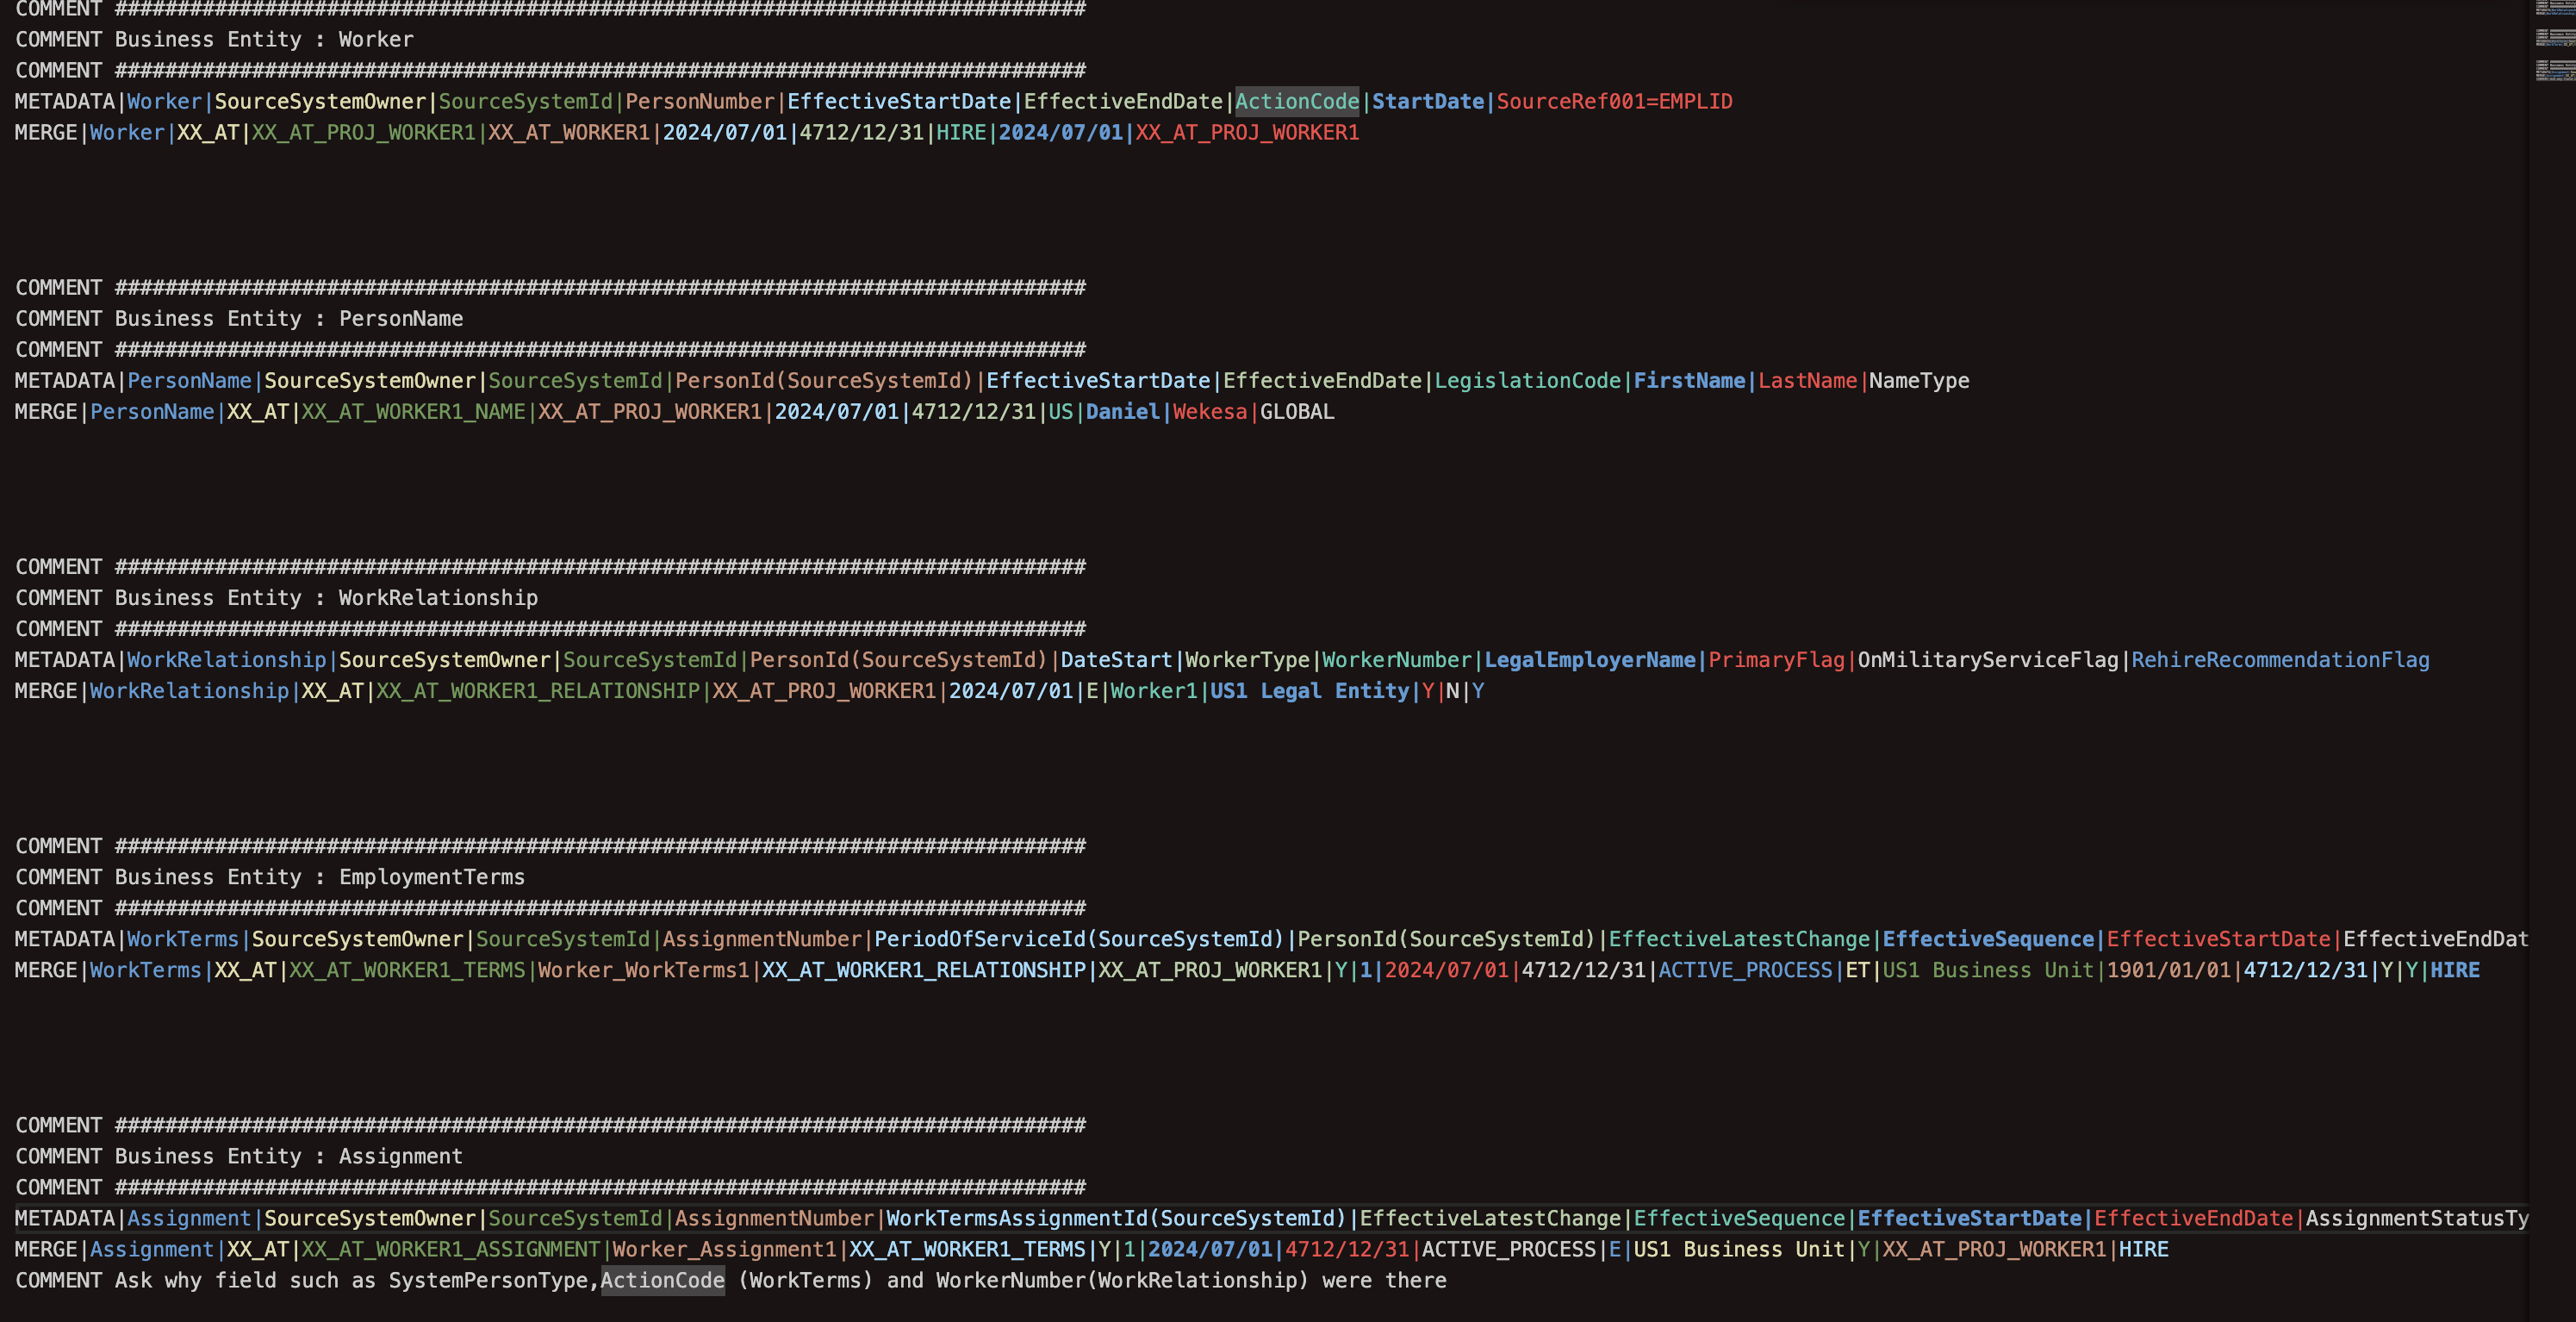 COMMENT ##############################################################################
COMMENT Business Entity : Worker
COMMENT ##############################################################################
METADATA|Worker|SourceSystemOwner|SourceSystemId|PersonNumber|EffectiveStartDate|EffectiveEndDate|ActionCode|StartDate|SourceRef001=EMPLID
MERGE|Worker|XX_AT|XX_AT_PROJ_WORKER1|XX_AT_WORKER1|2024/07/01|4712/12/31|HIRE|2024/07/01|XX_AT_PROJ_WORKER1
COMMENT ##############################################################################
COMMENT Business Entity : PersonName
COMMENT ##############################################################################
METADATA|PersonName|SourceSystemOwner|SourceSystemId|PersonId(SourceSystemId)|EffectiveStartDate|EffectiveEndDate|LegislationCode|FirstName|LastName|NameType
MERGE|PersonName|XX_AT|XX_AT_WORKER1_NAME|XX_AT_PROJ_WORKER1|2024/07/01|4712/12/31|US|Daniel|Wekesa|GLOBAL
COMMENT ##############################################################################
COMMENT Business Entity : WorkRelationship
COMMENT ##############################################################################
METADATA|WorkRelationship|SourceSystemOwner|SourceSystemId|PersonId(SourceSystemId)|DateStart|WorkerType|WorkerNumber|LegalEmployerName|PrimaryFlag|OnMilitaryServiceFlag|RehireRecommendationFlag
MERGE|WorkRelationship|XX_AT|XX_AT_WORKER1_RELATIONSHIP|XX_AT_PROJ_WORKER1|2024/07/01|E|Worker1|US1 Legal Entity|Y|N|Y
COMMENT ##############################################################################
COMMENT Business Entity : EmploymentTerms
COMMENT ##############################################################################
METADATA|WorkTerms|SourceSystemOwner|SourceSystemId|AssignmentNumber|PeriodOfServiceId(SourceSystemId)|PersonId(SourceSystemId)|EffectiveLatestChange|EffectiveSequence|EffectiveStartDate|EffectiveEndDat
MERGE|WorkTerms|XX_AT|XX_AT_WORKER1_TERMS|Worker_WorkTerms1|XX_AT_WORKER1_RELATIONSHIP|XX_AT_PROJ_WORKER1|Y|1|2024/07/01|4712/12/31|ACTIVE_PROCESS|ET|US1 Business Unit|1901/01/01|4712/12/31|Y|Y|HIRE
COMMENT ##############################################################################
COMMENT Business Entity : Assignment
COMMENT ##############################################################################
METADATA|Assignment|SourceSystemOwner|SourceSystemId|AssignmentNumber|WorkTermsAssignmentId(SourceSystemId)|EffectiveLatestChange|EffectiveSequence|EffectiveStartDate|EffectiveEndDate|AssignmentStatusTy
MERGE|Assignment|XX_AT|XX_AT_WORKER1_ASSIGNMENT|Worker_Assignment1|XX_AT_WORKER1_TERMS|Y|1|2024/07/01|4712/12/31|ACTIVE_PROCESS|E|US1 Business Unit|Y|XX_AT_PROJ_WORKER1|HIRE
COMMENT Ask why field such as SystemPersonType,ActionCode (WorkTerms) and WorkerNumber(WorkRelationship) were there